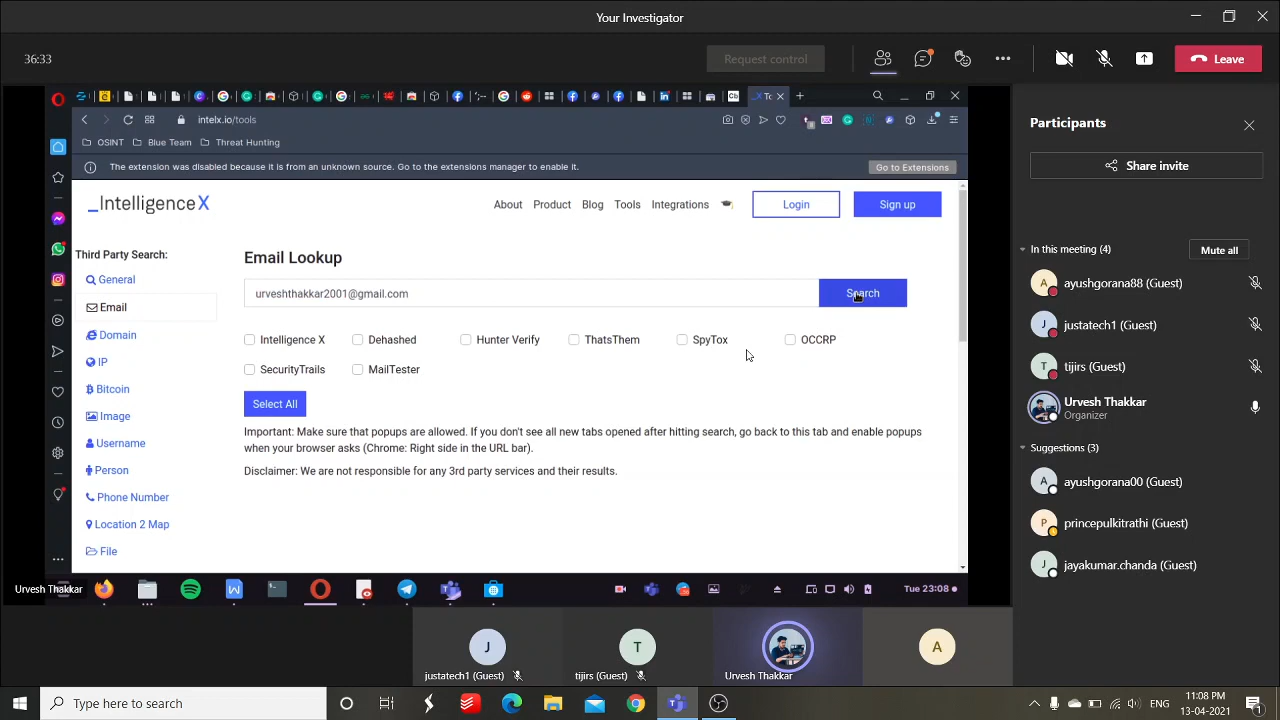 Your Investigator
36:33
Request control
Leave
intelx.io/tools
OSINT
Blue Team
Threat Hunting
The extension was disabled because it is from an unknown source. Go to the extensions manager to enable it.
Go to Extensions
_IntelligenceX
About
Product
Blog
Tools
Integrations
Login
Sign up
Third Party Search:
General
Email
Domain
IP
Bitcoin
Image
Username
Person
Phone Number
Location 2 Map
File
Email Lookup
urveshthakkar2001@gmail.com
Search
Intelligence X
Dehashed
Hunter Verify
ThatsThem
SpyTox
OCCRP
SecurityTrails
MailTester
Select All
Important: Make sure that popups are allowed. If you don't see all new tabs opened after hitting search, go back to this tab and enable popups
when your browser asks (Chrome: Right side in the URL bar).
Disclaimer: We are not responsible for any 3rd party services and their results.
Urvesh Thakkar
Tue 23:08
Participants
Share invite
In this meeting (4)
Mute all
A
ayushgorana88 (Guest)
J
justatech1 (Guest)
T
tijirs (Guest)
Urvesh Thakkar
Organizer
Suggestions (3)
A
ayushgorana00 (Guest)
P
princepulkitrathi (Guest)
J
jayakumar.chanda (Guest)
J
justatech1 (Guest)
T
tijirs (Guest)
Urvesh Thakkar
A
Type here to search
ENG
11:08 PM
13-04-2021